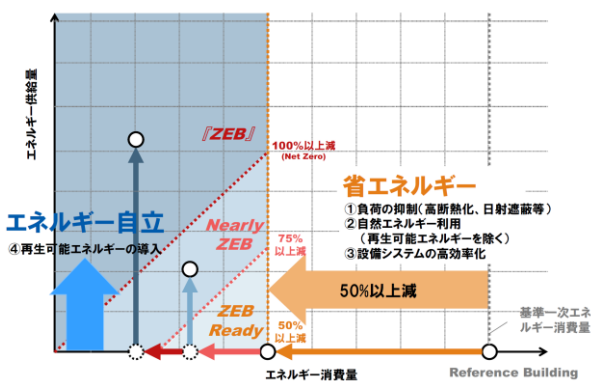 エネルギー供給量
『ZEB』
100%以上減
(Net Zero)
省エネルギー
①負荷の抑制（高断熱化、日射遮蔽等）
②自然エネルギー利用
（再生可能エネルギーを除く）
③設備システムの高効率化
エネルギー自立
④再生可能エネルギーの導入
Nearly
ZEB
75%
以上減
50%以上減
ZEB
Ready
50%
以上減
基準一次エネ
ルギー消費量
エネルギー消費量
Reference Building